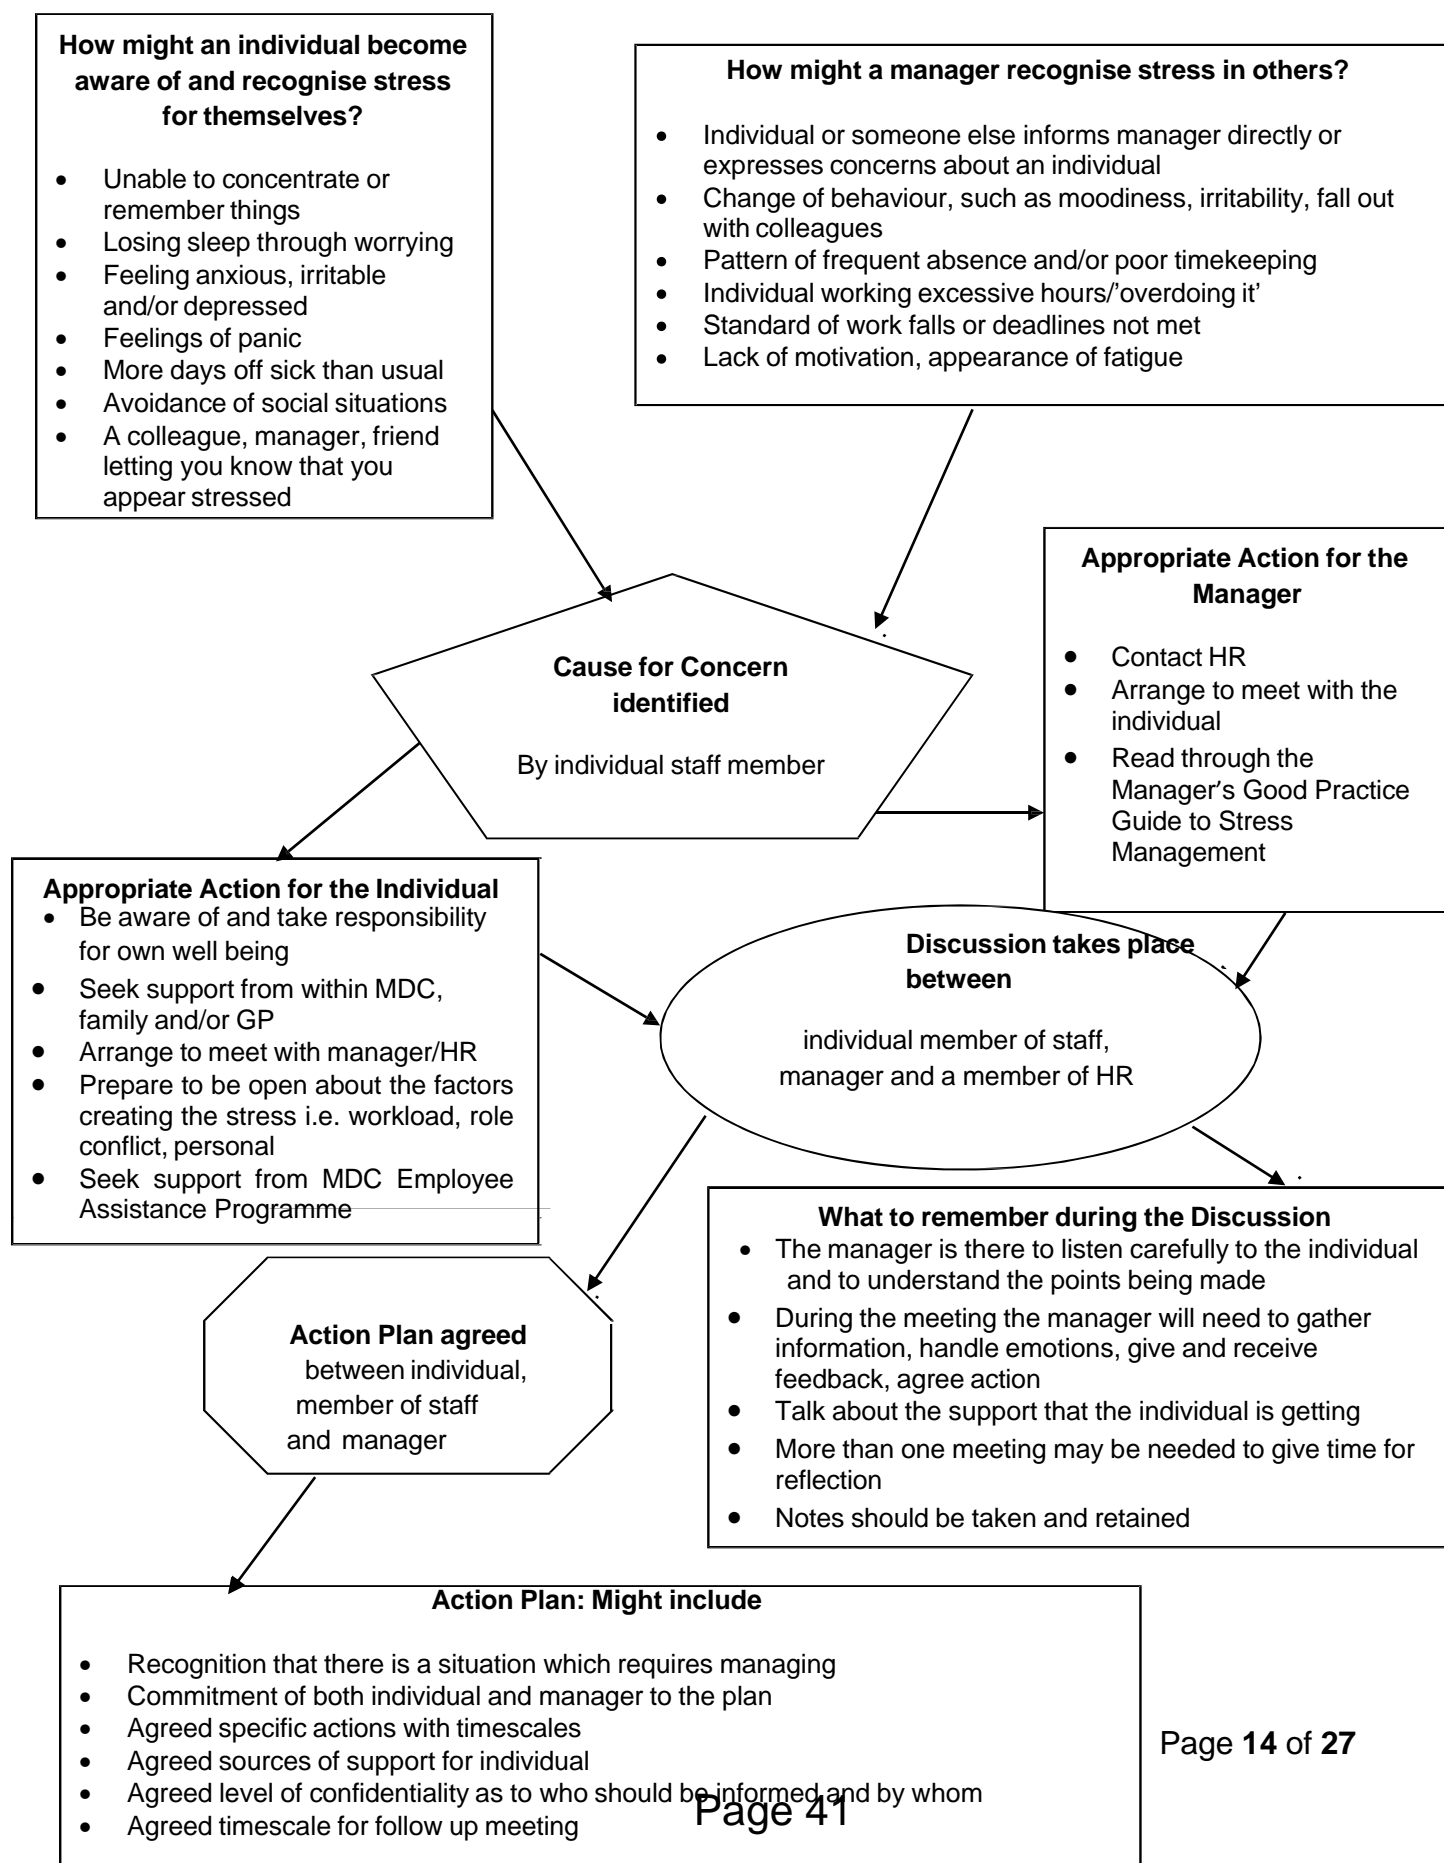 How might an individual become
aware of and recognise stress
for themselves?
• Unable to concentrate or
remember things
• Losing sleep through worrying
• Feeling anxious, irritable
and/or depressed
• Feelings of panic
• More days off sick than usual
• Avoidance of social situations
• A colleague, manager, friend
letting you know that you
appear stressed
How might a manager recognise stress in others?
• Individual or someone else informs manager directly or
expresses concerns about an individual
• Change of behaviour, such as moodiness, irritability, fall out
with colleagues
• Pattern of frequent absence and/or poor timekeeping
• Individual working excessive hours/’overdoing it’
• Standard of work falls or deadlines not met
• Lack of motivation, appearance of fatigue
Cause for Concern
identified
By individual staff member
Appropriate Action for the
Manager
• Contact HR
• Arrange to meet with the
individual
• Read through the
Manager’s Good Practice
Guide to Stress
Management
Appropriate Action for the Individual
• Be aware of and take responsibility
for own well being
• Seek support from within MDC,
family and/or GP
• Arrange to meet with manager/HR
• Prepare to be open about the factors
creating the stress i.e. workload, role
conflict, personal
• Seek support from MDC Employee
Assistance Programme
Discussion takes place
between
individual member of staff,
manager and a member of HR
What to remember during the Discussion
• The manager is there to listen carefully to the individual
and to understand the points being made
• During the meeting the manager will need to gather
information, handle emotions, give and receive
feedback, agree action
• Talk about the support that the individual is getting
• More than one meeting may be needed to give time for
reflection
• Notes should be taken and retained
Action Plan agreed
between individual,
member of staff
and manager
Action Plan: Might include
• Recognition that there is a situation which requires managing
• Commitment of both individual and manager to the plan
• Agreed specific actions with timescales
• Agreed sources of support for individual
• Agreed level of confidentiality as to who should be informed and by whom
• Agreed timescale for follow up meeting
Page 14 of 27
Page 41